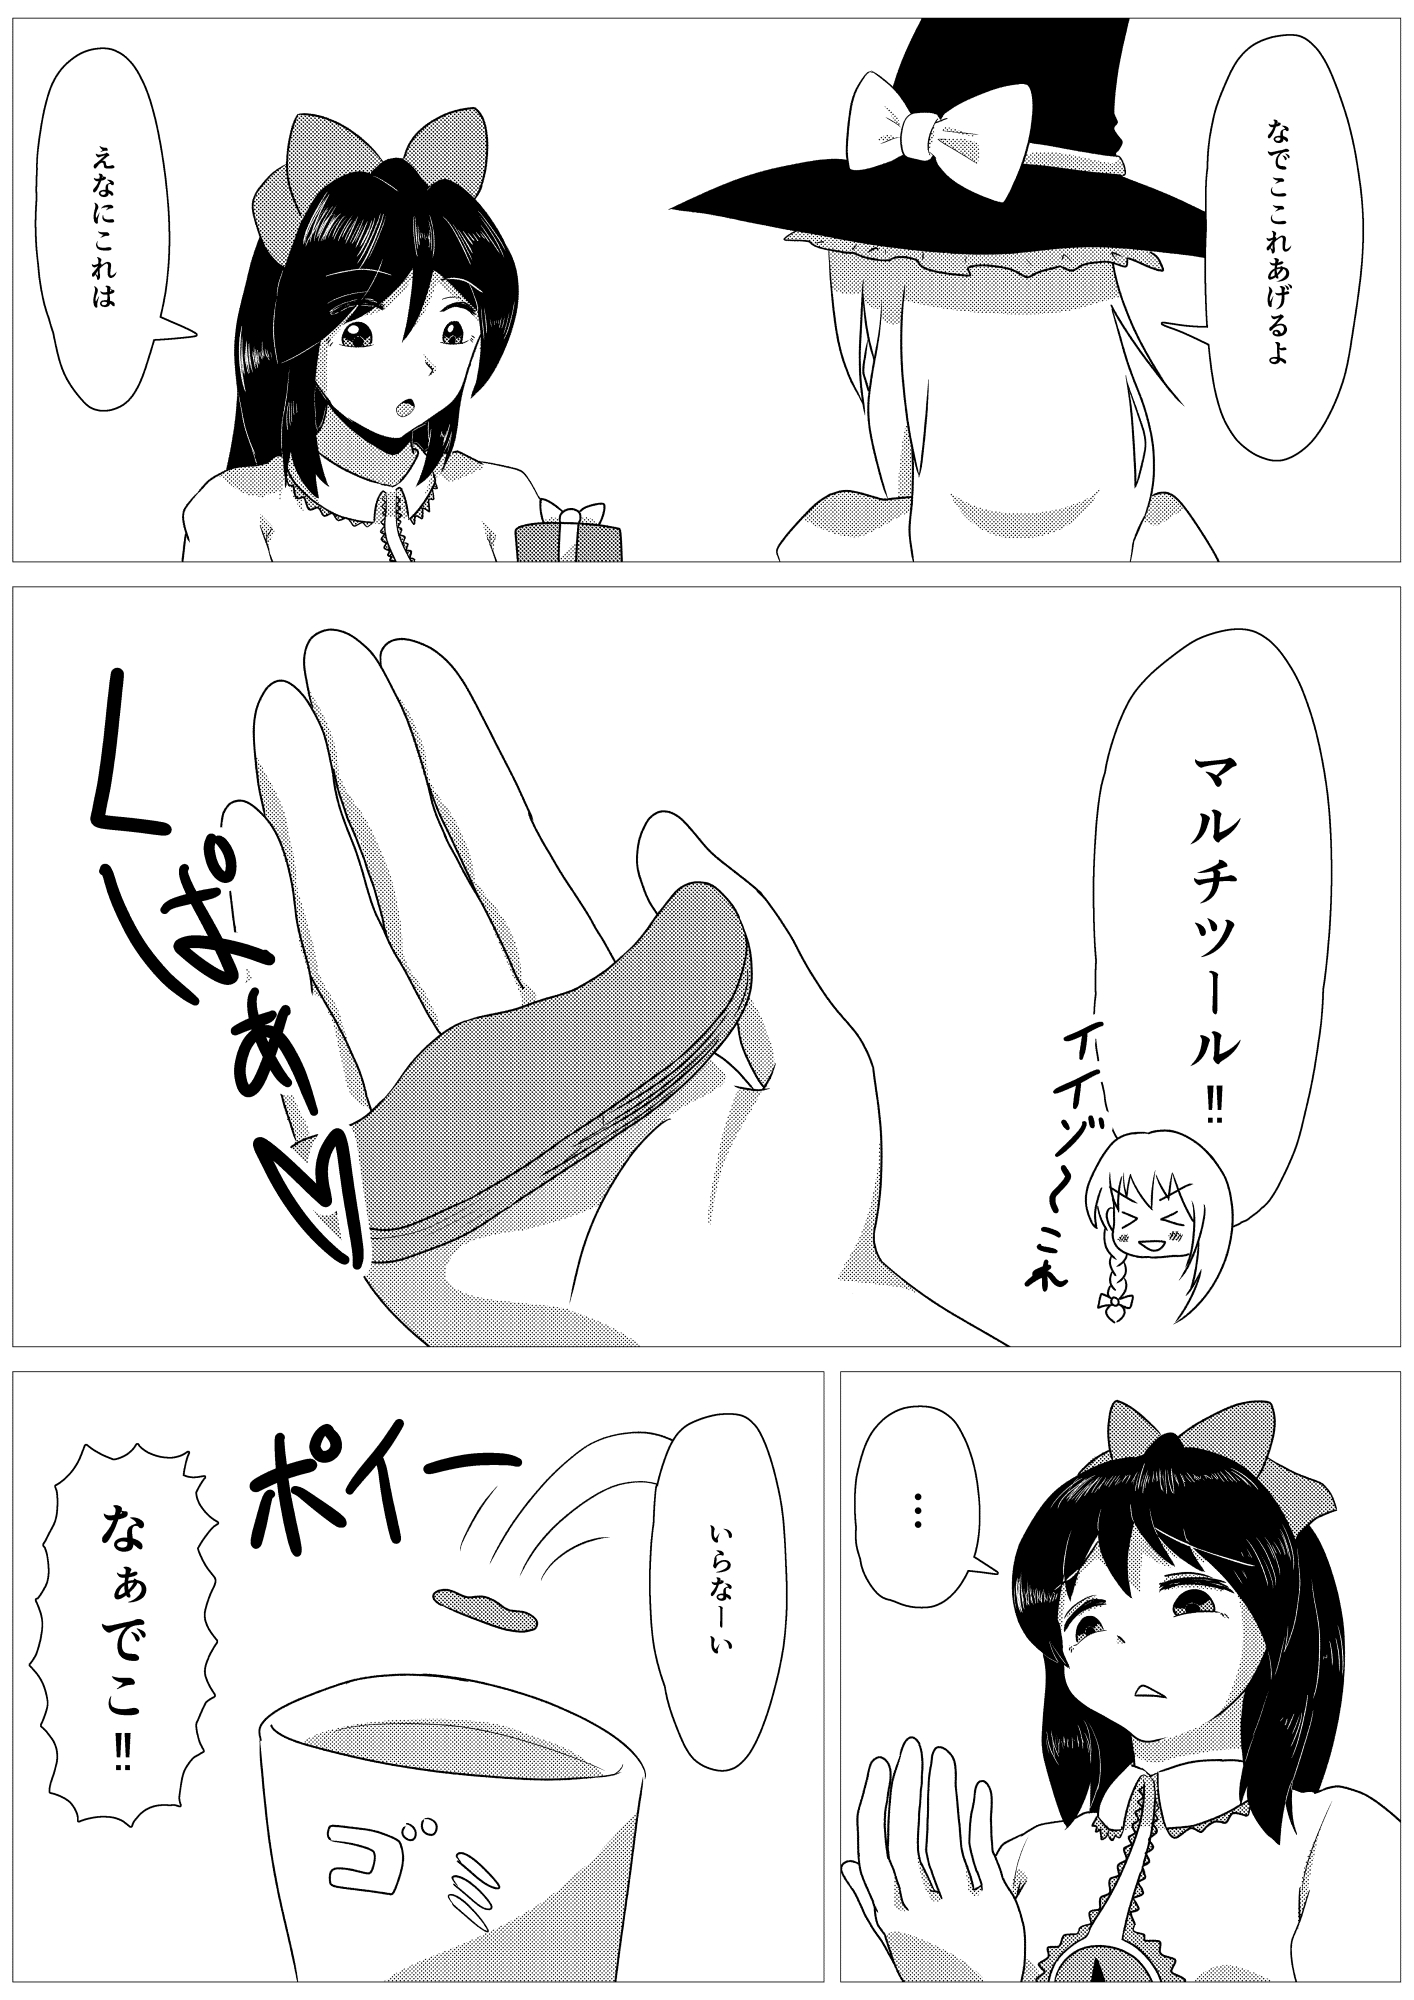 なでここれあげるよ
えなにこれは
マルチツール!!
イイゾ〜これ
くぱぁ♡
…
いらなーい
ポイー
ゴミ
なぁでこ!!